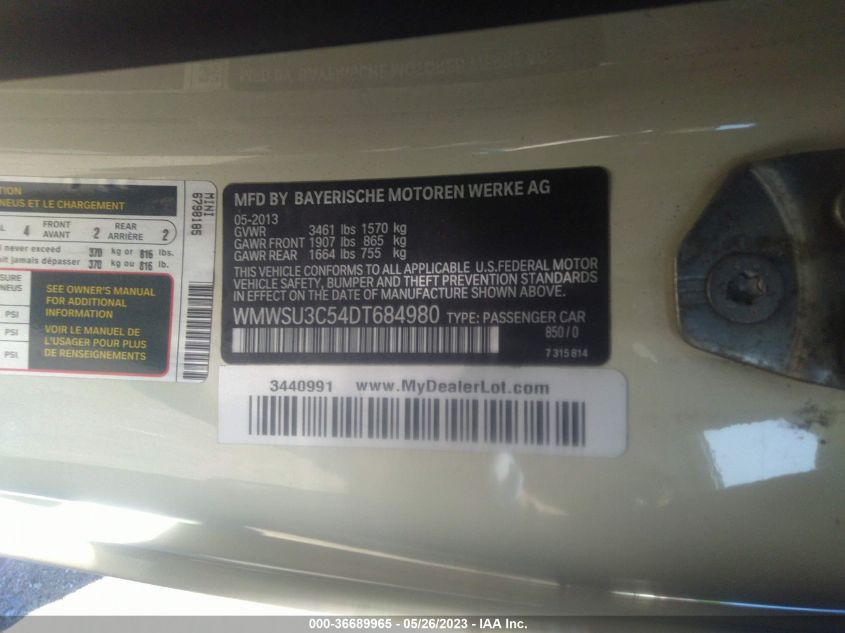 MFD BY BAYERISCHE MOTOREN WERKE AG
05-2013
GVWR 3461 lbs 1570 kg
GAWR FRONT 1907 lbs 865 kg
GAWR REAR 1664 lbs 755 kg
THIS VEHICLE CONFORMS TO ALL APPLICABLE U.S.FEDERAL MOTOR
VEHICLE SAFETY, BUMPER AND THEFT PREVENTION STANDARDS
IN EFFECT ON THE DATE OF MANUFACTURE SHOWN ABOVE.
WMWSU3C54DT684980 TYPE: PASSENGER CAR
850/0
7 315 814
3440991 www.MyDealerLot.com
NEUS ET LE CHARGEMENT
4 FRONT AVANT 2 REAR ARRIÈRE 2
never exceed 370 kg or 816 lbs.
jamais dépasser 370 kg ou 816 lb.
SEE OWNER'S MANUAL
FOR ADDITIONAL
INFORMATION
VOIR LE MANUEL DE
VOITURE POUR PLUS
DE RENSEIGNEMENTS
PSI
PSI
PSI
MINI
6798185
000-36689965 - 05/26/2023 - IAA Inc.